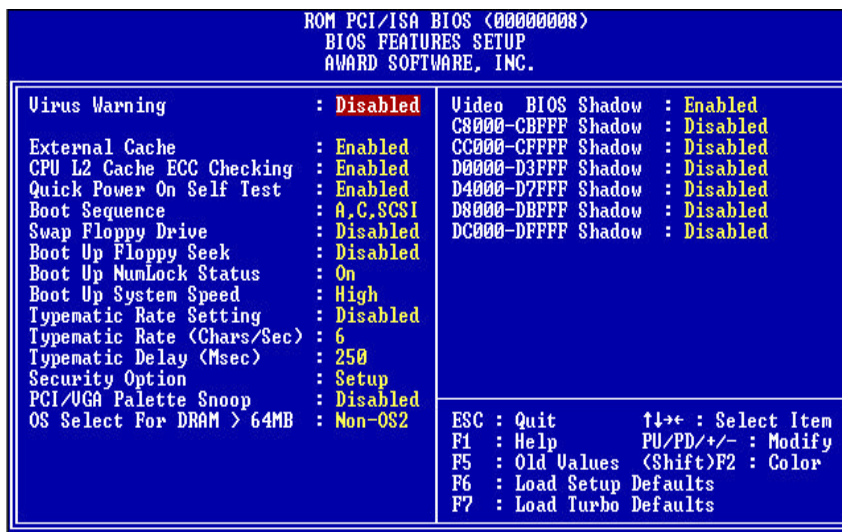 ROM PCI/ISA BIOS (00000008)
BIOS FEATURES SETUP
AWARD SOFTWARE, INC.
Virus Warning : Disabled
External Cache : Enabled
CPU L2 Cache ECC Checking : Enabled
Quick Power On Self Test : Enabled
Boot Sequence : A,C,SCSI
Swap Floppy Drive : Disabled
Boot Up Floppy Seek : Disabled
Boot Up NumLock Status : On
Boot Up System Speed : High
Typematic Rate Setting : Disabled
Typematic Rate (Chars/Sec) : 6
Typematic Delay (Msec) : 250
Security Option : Setup
PCI/VGA Palette Snoop : Disabled
OS Select For DRAM > 64MB : Non-OS2
Video BIOS Shadow : Enabled
C8000-CBFFF Shadow : Disabled
CC000-CFFFF Shadow : Disabled
D0000-D3FFF Shadow : Disabled
D4000-D7FFF Shadow : Disabled
D8000-DBFFF Shadow : Disabled
DC000-DFFFF Shadow : Disabled
ESC : Quit ↑↓→← : Select Item
F1 : Help PU/PD/+/- : Modify
F5 : Old Values (Shift)F2 : Color
F6 : Load Setup Defaults
F7 : Load Turbo Defaults